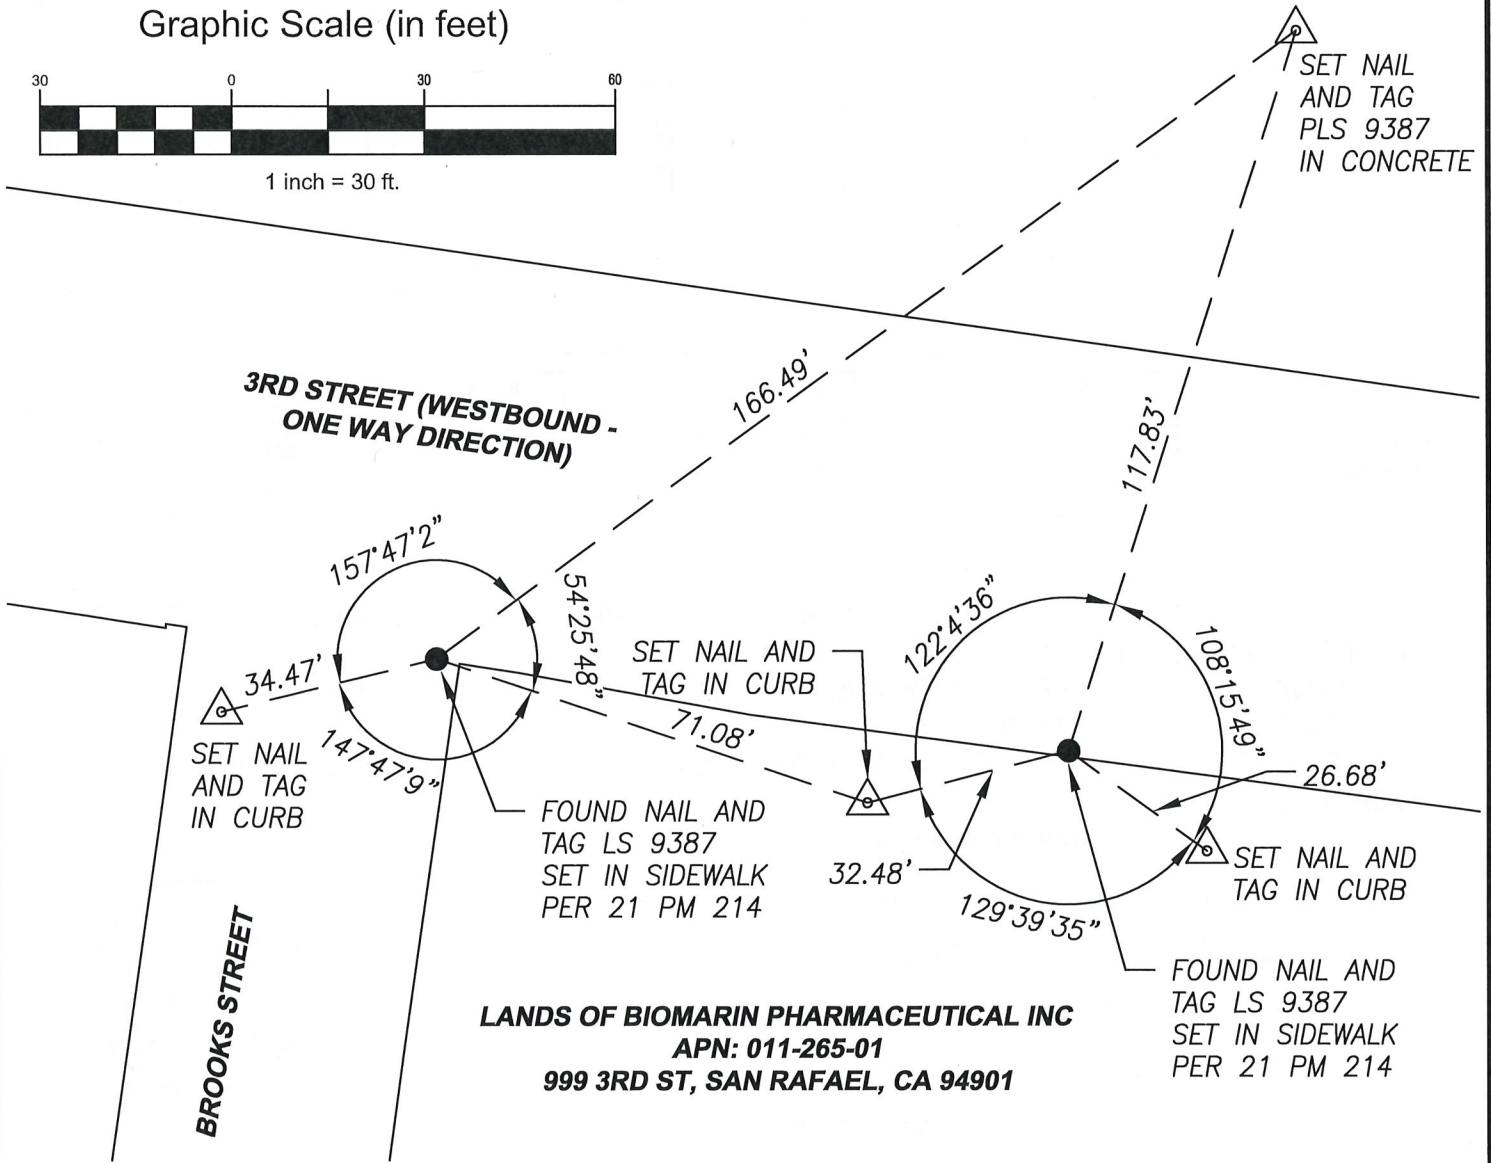 Graphic Scale (in feet)
30 0 30 60
1 inch = 30 ft.
SET NAIL
AND TAG
PLS 9387
IN CONCRETE
3RD STREET (WESTBOUND -
ONE WAY DIRECTION)
166.49'
117.83'
157°47'2"
54°25'48"
34.47'
147°47'9"
SET NAIL
AND TAG
IN CURB
SET NAIL AND
TAG IN CURB
71.08'
122°4'36"
108°15'49"
26.68'
32.48'
129°39'35"
SET NAIL AND
TAG IN CURB
FOUND NAIL AND
TAG LS 9387
SET IN SIDEWALK
PER 21 PM 214
FOUND NAIL AND
TAG LS 9387
SET IN SIDEWALK
PER 21 PM 214
BROOKS STREET
LANDS OF BIOMARIN PHARMACEUTICAL INC
APN: 011-265-01
999 3RD ST, SAN RAFAEL, CA 94901